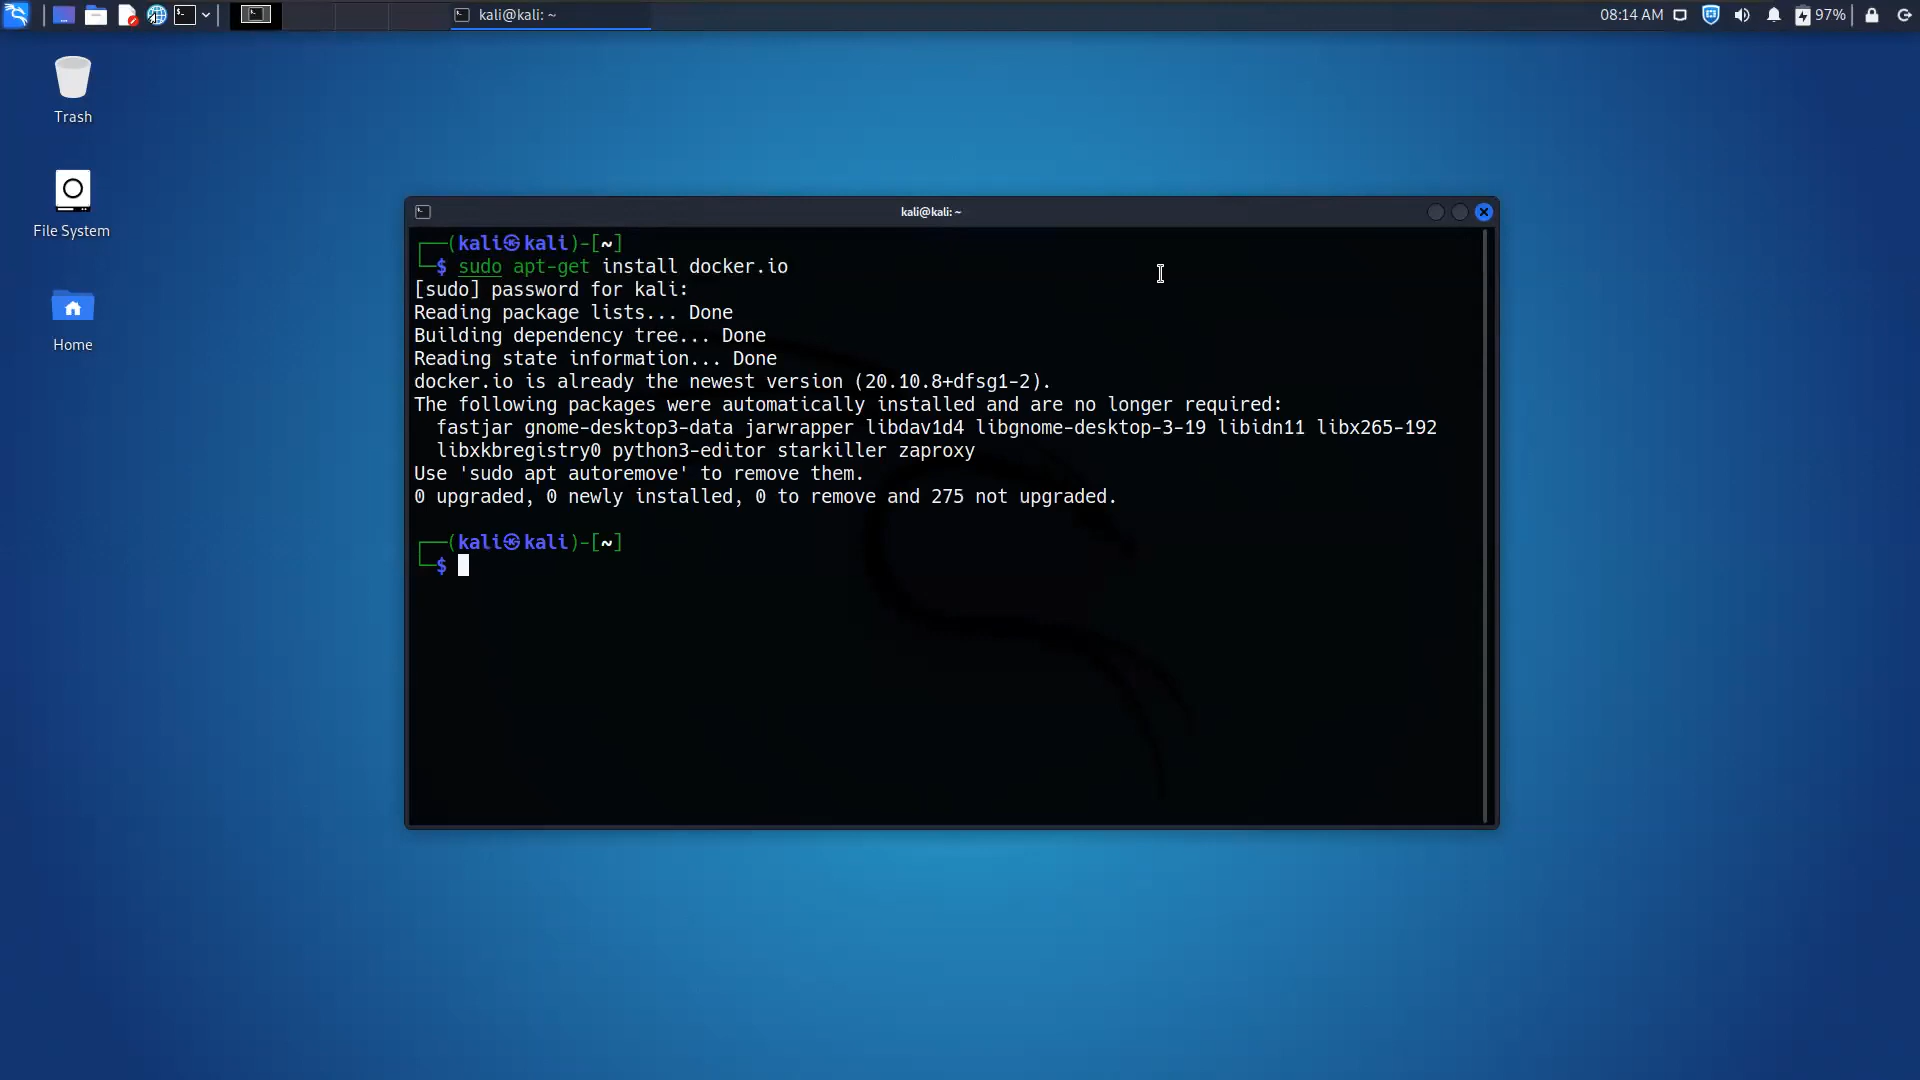 kali@kali: ~
08:14 AM
97%
Trash
File System
Home
kali@kali: ~
┌──(kali㉿kali)-[~]
└─$ sudo apt-get install docker.io
[sudo] password for kali:
Reading package lists... Done
Building dependency tree... Done
Reading state information... Done
docker.io is already the newest version (20.10.8+dfsg1-2).
The following packages were automatically installed and are no longer required:
  fastjar gnome-desktop3-data jarwrapper libdav1d4 libgnome-desktop-3-19 libidn11 libx265-192
  libxkbregistry0 python3-editor starkiller zaproxy
Use 'sudo apt autoremove' to remove them.
0 upgraded, 0 newly installed, 0 to remove and 275 not upgraded.
┌──(kali㉿kali)-[~]
└─$